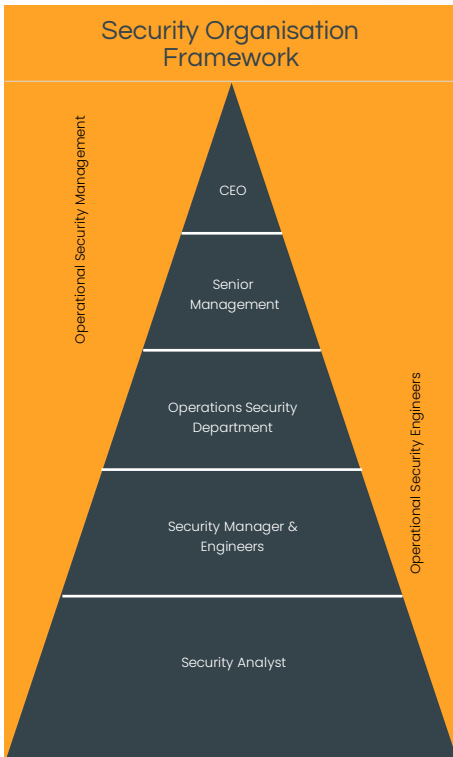 Security Organisation
Framework
Operational Security Management
CEO
Senior
Management
Operations Security
Department
Operational Security Engineers
Security Manager &
Engineers
Security Analyst